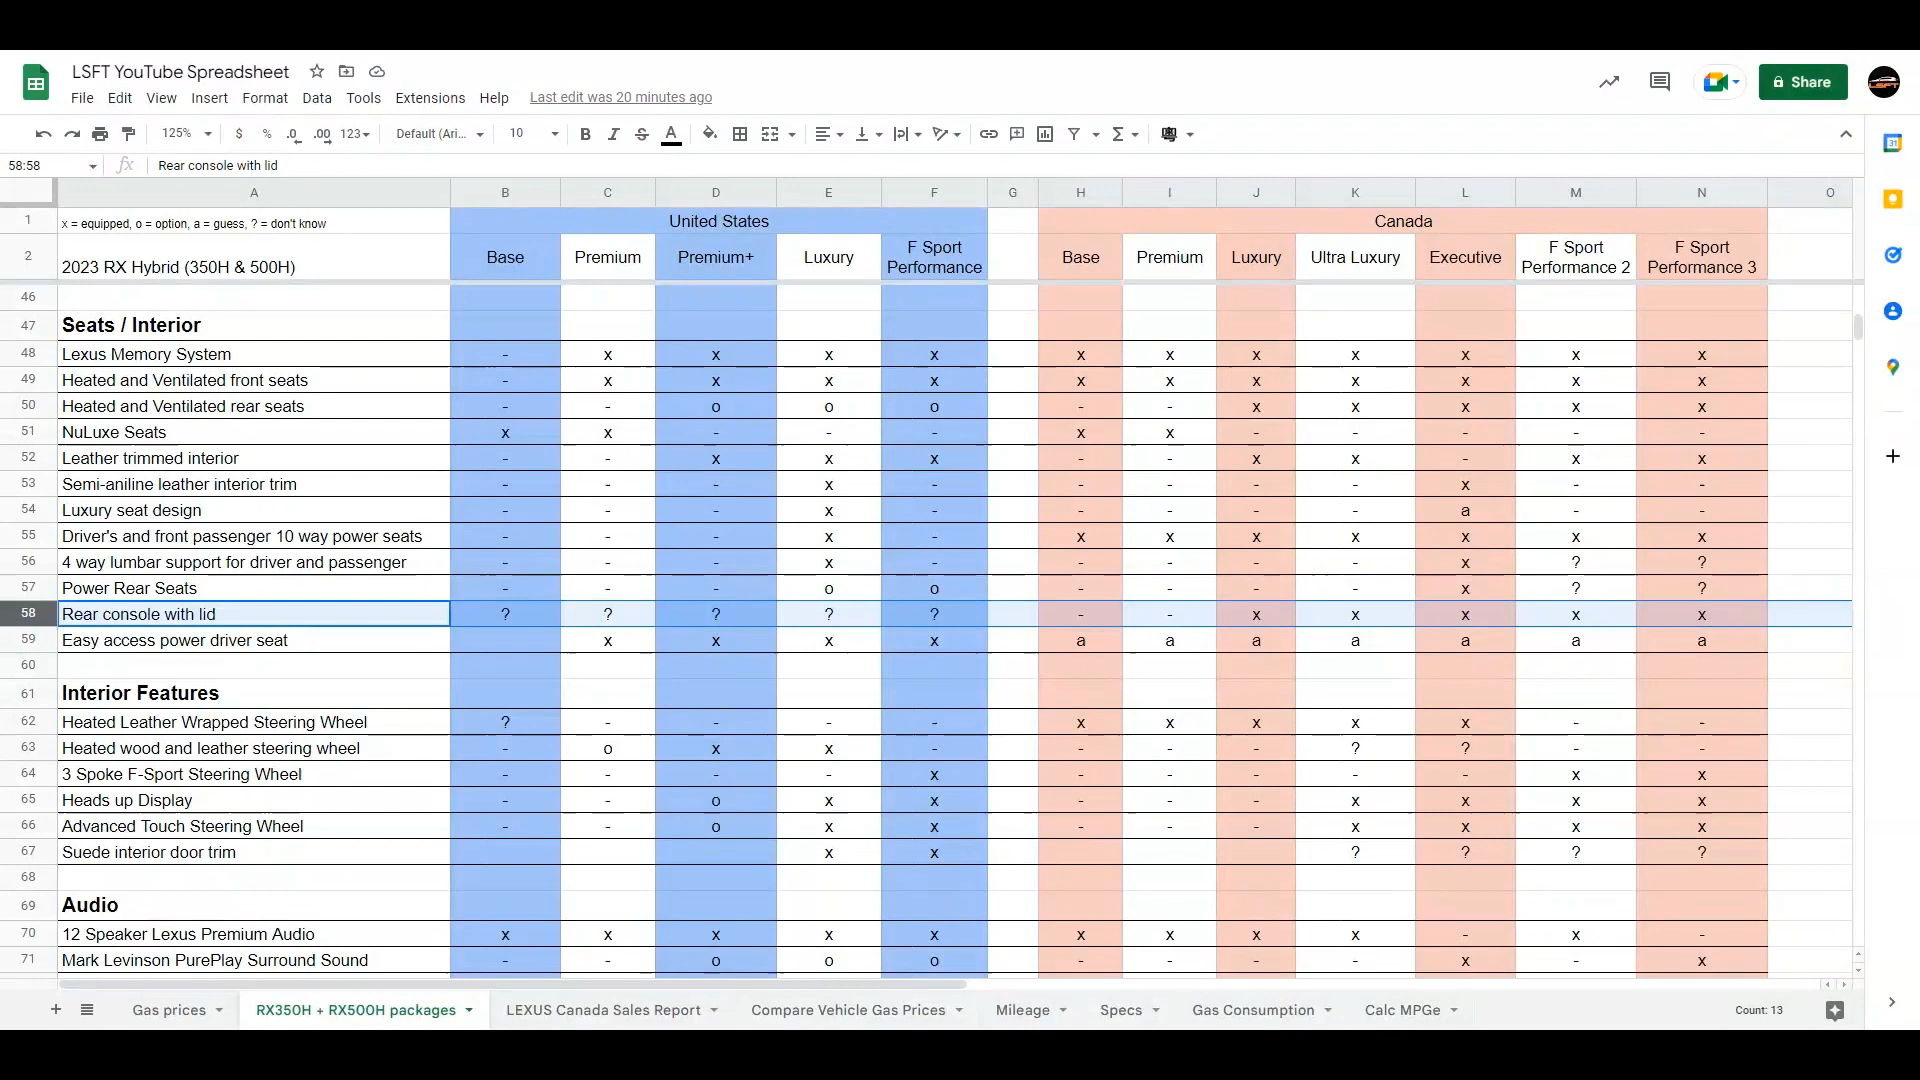 LSFT YouTube Spreadsheet
File Edit View Insert Format Data Tools Extensions Help Last edit was 20 minutes ago
Share
125% $ % .0 .00 123 Default (Ari... 10 B I S A
58:58 fx Rear console with lid
A B C D E F G H I J K L M N O
1 x = equipped, o = option, a = guess, ? = don't know United States Canada
2 2023 RX Hybrid (350H & 500H) Base Premium Premium+ Luxury F Sport Performance Base Premium Luxury Ultra Luxury Executive F Sport Performance 2 F Sport Performance 3
46
47 Seats / Interior
48 Lexus Memory System - x x x x x x x x x x x
49 Heated and Ventilated front seats - x x x x x x x x x x x
50 Heated and Ventilated rear seats - - o o o - - x x x x x
51 NuLuxe Seats x x - - - x x - - - - -
52 Leather trimmed interior - - x x x - - x x - x x
53 Semi-aniline leather interior trim - - - x - - - - - x - -
54 Luxury seat design - - - x - - - - - a - -
55 Driver's and front passenger 10 way power seats - - - x - x x x x x x x
56 4 way lumbar support for driver and passenger - - - x - - - - - x ? ?
57 Power Rear Seats - - - o o - - - - x ? ?
58 Rear console with lid ? ? ? ? ? - - x x x x x
59 Easy access power driver seat x x x x a a a a a a a
60
61 Interior Features
62 Heated Leather Wrapped Steering Wheel ? - - - - x x x x x - -
63 Heated wood and leather steering wheel - o x x - - - - ? ? - -
64 3 Spoke F-Sport Steering Wheel - - - - x - - - - - x x
65 Heads up Display - - o x x - - - x x x x
66 Advanced Touch Steering Wheel - - o x x - - - x x x x
67 Suede interior door trim x x ? ? ? ?
68
69 Audio
70 12 Speaker Lexus Premium Audio x x x x x x x x x - x -
71 Mark Levinson PurePlay Surround Sound - - o o o - - - - x - x
Gas prices RX350H + RX500H packages LEXUS Canada Sales Report Compare Vehicle Gas Prices Mileage Specs Gas Consumption Calc MPGe Count: 13